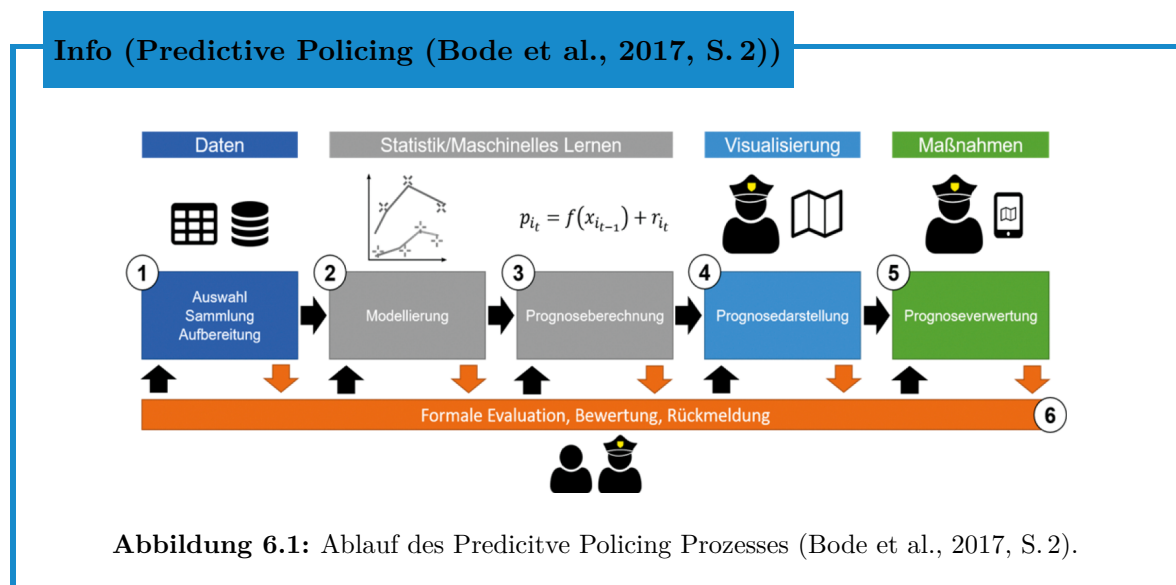 Info (Predictive Policing (Bode et al., 2017, S. 2))
Daten
Statistik/Maschinelles Lernen
Visualisierung
Maßnahmen
$p_{i_t} = f(x_{i_{t-1}}) + r_{i_t}$
1
Auswahl
Sammlung
Aufbereitung
2
Modellierung
3
Prognoseberechnung
4
Prognosedarstellung
5
Prognoseverwertung
Formale Evaluation, Bewertung, Rückmeldung
6
Abbildung 6.1: Ablauf des Predicitve Policing Prozesses (Bode et al., 2017, S. 2).